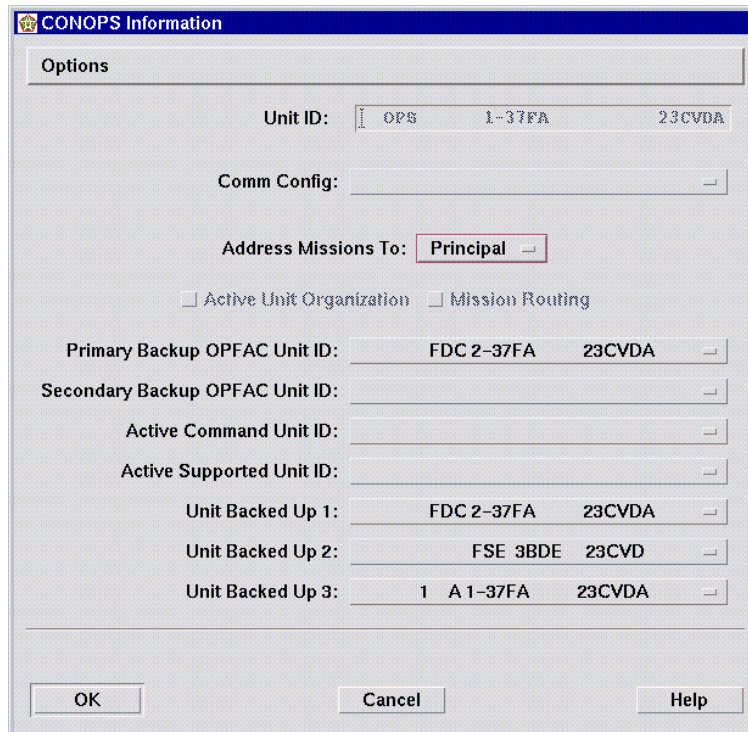 CONOPS Information
Options
Unit ID: OPS 1-37FA 23CVDA
Comm Config:
Address Missions To: Principal
Active Unit Organization Mission Routing
Primary Backup OPFAC Unit ID: FDC 2-37FA 23CVDA
Secondary Backup OPFAC Unit ID:
Active Command Unit ID:
Active Supported Unit ID:
Unit Backed Up 1: FDC 2-37FA 23CVDA
Unit Backed Up 2: FSE 3BDE 23CVD
Unit Backed Up 3: 1 A 1-37FA 23CVDA
OK Cancel Help